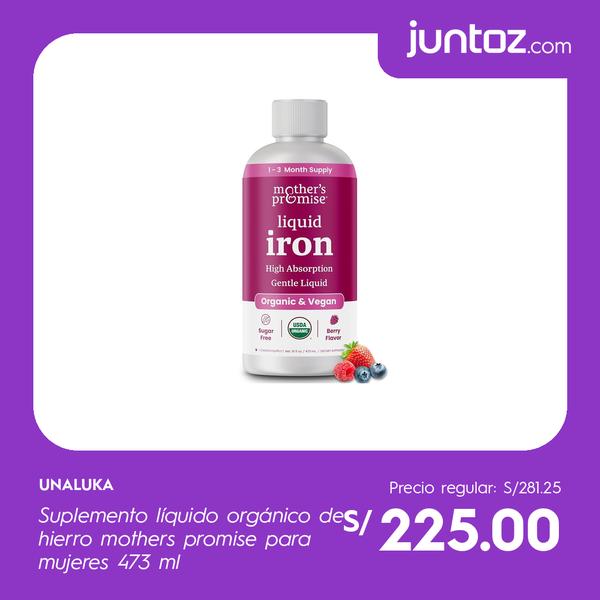 juntoz.com
1-3 Month Supply
mother's
promise
liquid
iron
High Absorption
Gentle Liquid
Organic & Vegan
Sugar
Free
USDA
ORGANIC
Berry
Flavor
UNALUKA
Suplemento líquido orgánico de
hierro mothers promise para
mujeres 473 ml
Precio regular: S/281.25
S/ 225.00